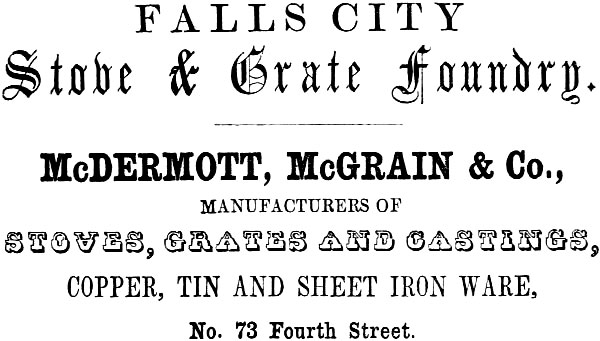 FALLS CITY
Stove & Grate Foundry.
McDERMOTT, McGRAIN & Co.,
MANUFACTURERS OF
STOVES, GRATES AND CASTINGS,
COPPER, TIN AND SHEET IRON WARE,
No. 73 Fourth Street.